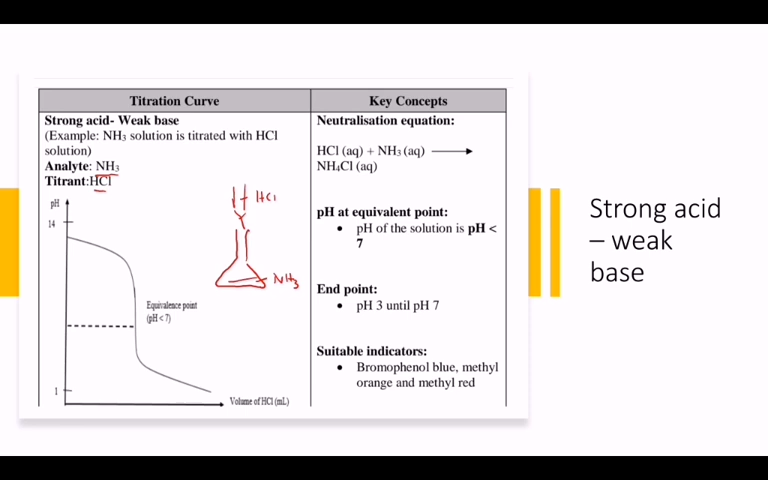 Titration Curve
Key Concepts
Strong acid- Weak base
(Example: NH₃ solution is titrated with HCl
solution)
Analyte: NH₃
Titrant:HCl
pH
14
Equivalence point
(pH < 7)
1
Volume of HCl (mL)
HCl
NH₃
Neutralisation equation:
HCl (aq) + NH₃ (aq)
NH₄Cl (aq)
pH at equivalent point:
• pH of the solution is pH <
7
End point:
• pH 3 until pH 7
Suitable indicators:
• Bromophenol blue, methyl
orange and methyl red
Strong acid
– weak
base